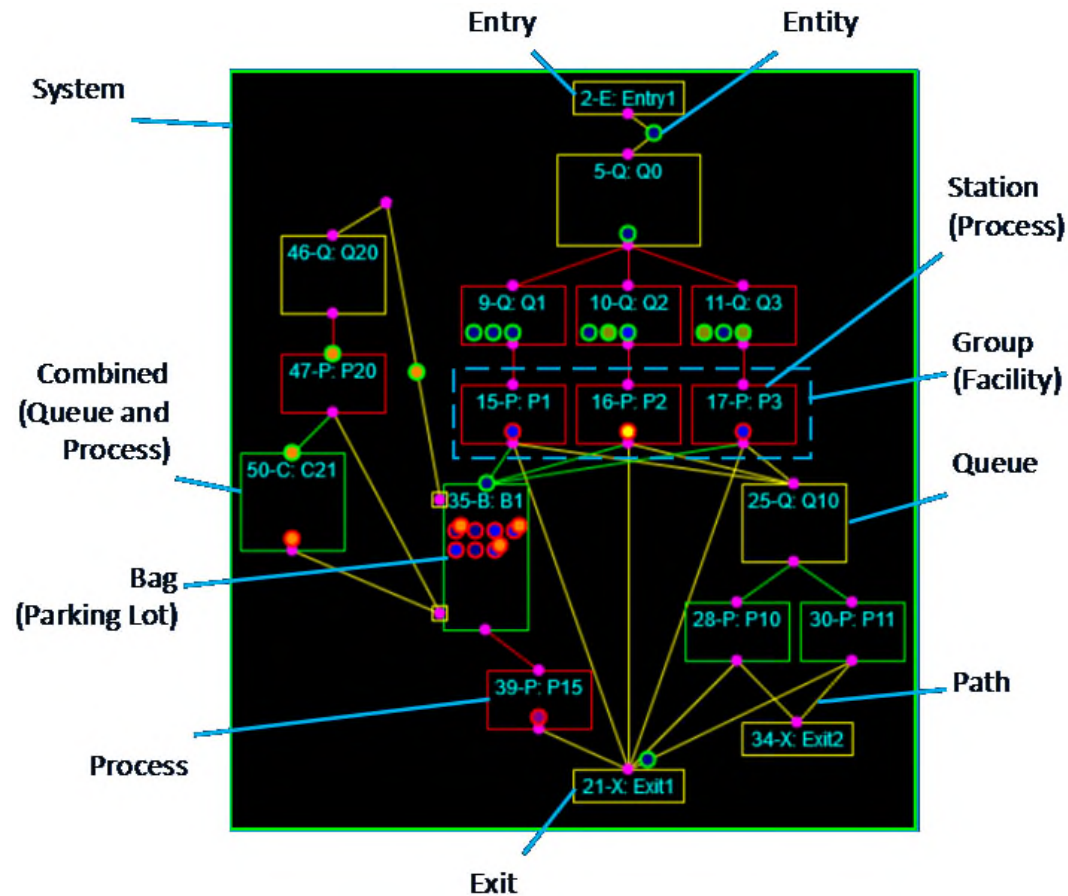 Entry
Entity
System
2-E: Entry1
5-Q: Q0
Station
(Process)
46-Q: Q20
9-Q: Q1
10-Q: Q2
11-Q: Q3
Group
(Facility)
47-P: P20
Combined
(Queue and
Process)
15-P: P1
16-P: P2
17-P: P3
50-C: C21
Queue
35-B: B1
25-Q: Q10
Bag
(Parking Lot)
28-P: P10
30-P: P11
39-P: P15
Path
34-X: Exit2
Process
21-X: Exit1
Exit